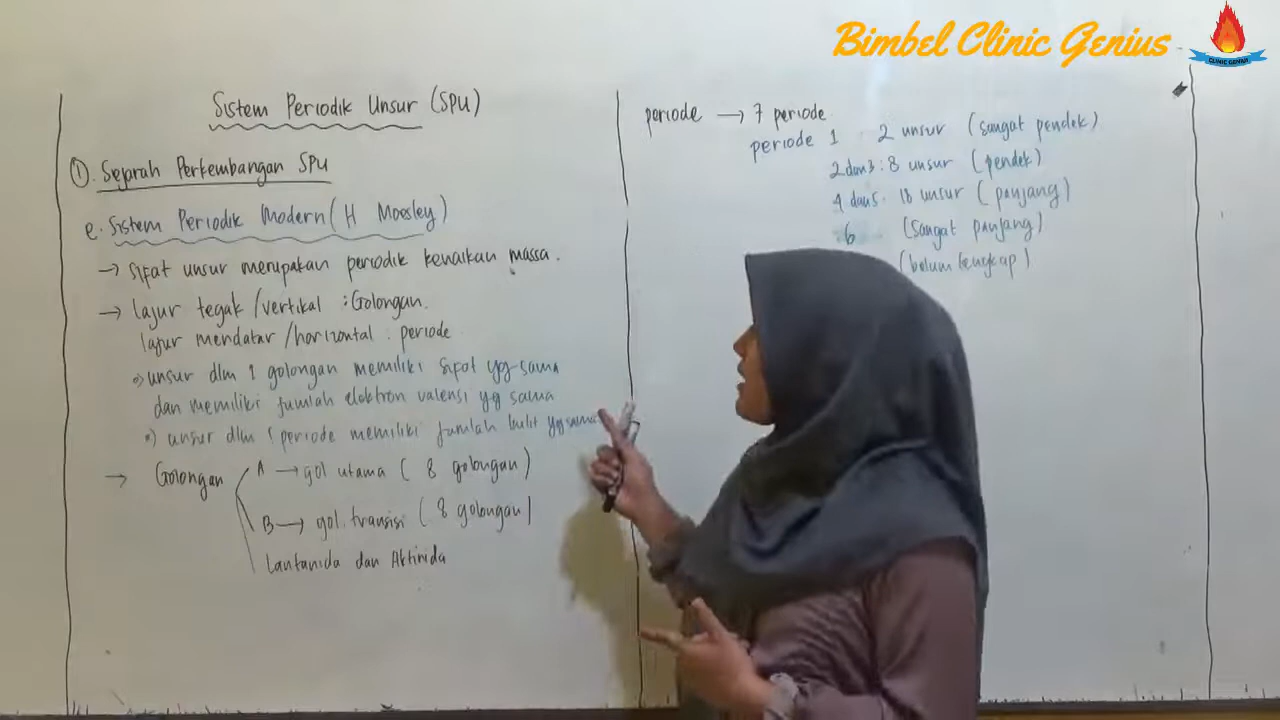 Bimbel Clinic Genius
CLINIC GENIUS
Sistem Periodik Unsur (SPU)
①. Sejarah Perkembangan SPU
e. Sistem Periodik Modern (H Moesley)
→ Sifat unsur merupakan periodik kenaikan massa.
→ lajur tegak / vertikal : Golongan.
lajur mendatar / horizontal : periode
•) unsur dlm 1 golongan memiliki sifat yg sama
dan memiliki jumlah elektron valensi yg sama
•) unsur dlm 1 periode memiliki jumlah kulit yg sama
→ Golongan
A → gol utama ( 8 golongan )
B → gol. transisi ( 8 golongan )
Lantanida dan Aktinida
periode → 7 periode
periode 1 : 2 unsur (sangat pendek)
2 dan 3 : 8 unsur (pendek)
4 dan 5 : 18 unsur (panjang)
6 (sangat panjang)
(belum lengkap)